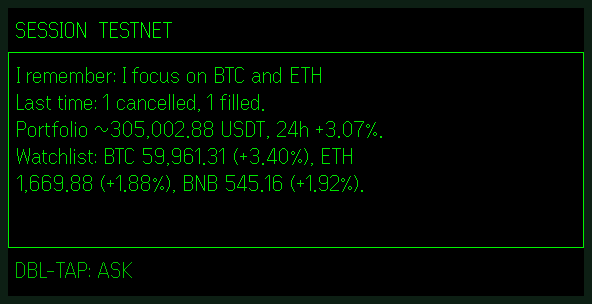 SESSION TESTNET
I remember: I focus on BTC and ETH
Last time: 1 cancelled, 1 filled.
Portfolio ~305,002.88 USDT, 24h +3.07%.
Watchlist: BTC 59,961.31 (+3.40%), ETH
1,669.88 (+1.88%), BNB 545.16 (+1.92%).
DBL-TAP: ASK